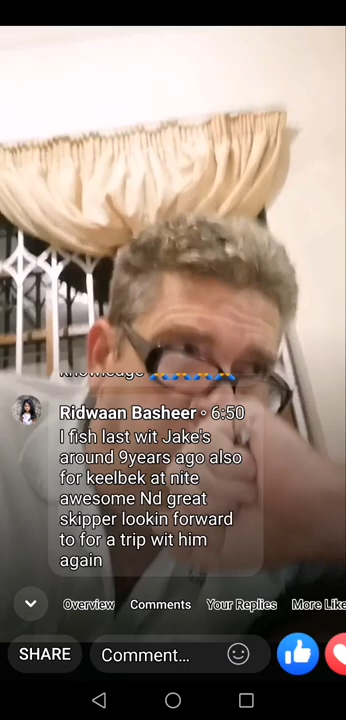 knowledge
Ridwaan Basheer • 6:50
I fish last wit Jake's
around 9years ago also
for keelbek at nite
awesome Nd great
skipper lookin forward
to for a trip wit him
again
Overview Comments Your Replies More Like
SHARE Comment...